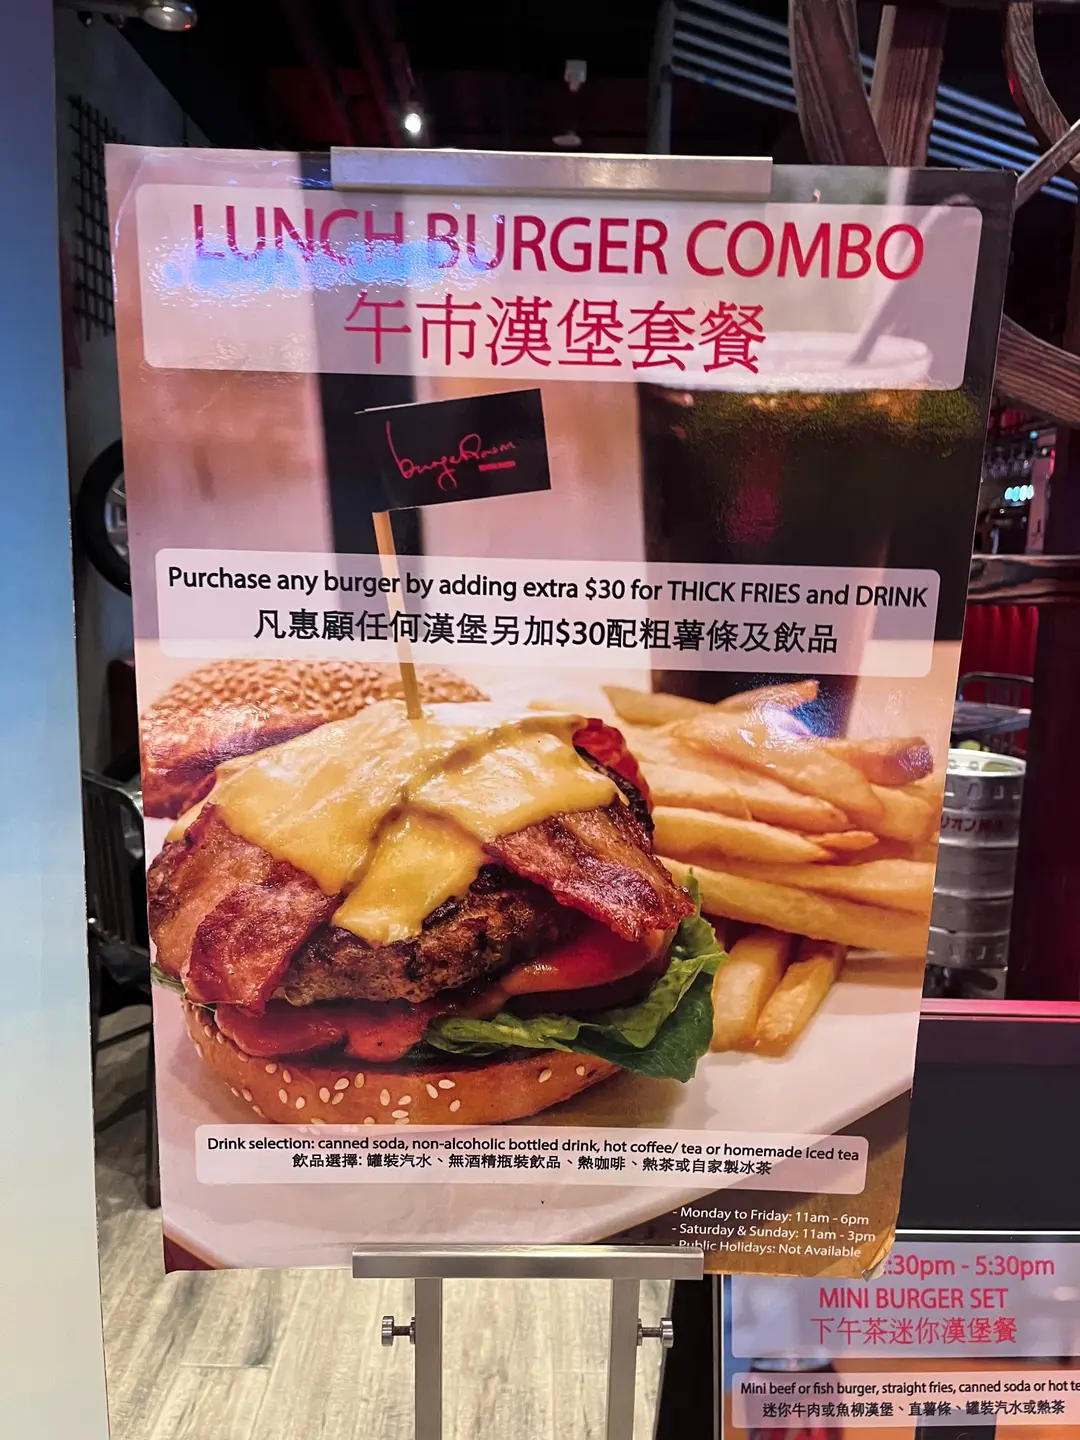 LUNCH BURGER COMBO
午市漢堡套餐
burgeRoom
Purchase any burger by adding extra $30 for THICK FRIES and DRINK
凡惠顧任何漢堡另加$30配粗薯條及飲品
Drink selection: canned soda, non-alcoholic bottled drink, hot coffee/ tea or homemade iced tea
飲品選擇: 罐裝汽水、無酒精瓶裝飲品、熱咖啡、熱茶或自家製冰茶
- Monday to Friday: 11am - 6pm
- Saturday & Sunday: 11am - 3pm
- Public Holidays: Not Available
:30pm - 5:30pm
MINI BURGER SET
下午茶迷你漢堡餐
Mini beef or fish burger, straight fries, canned soda or hot te
迷你牛肉或魚柳漢堡、直薯條、罐裝汽水或熱茶